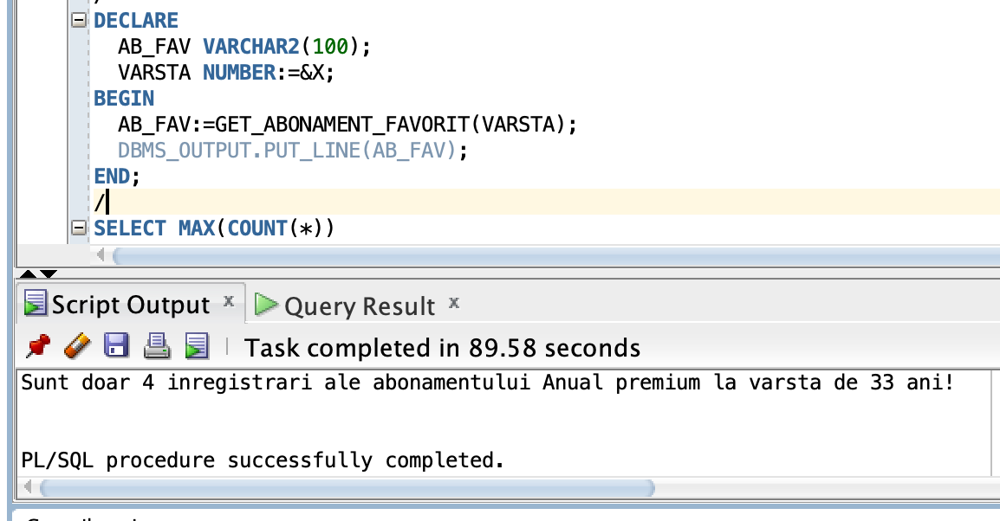 /
DECLARE
AB_FAV VARCHAR2(100);
VARSTA NUMBER:=&X;
BEGIN
AB_FAV:=GET_ABONAMENT_FAVORIT(VARSTA);
DBMS_OUTPUT.PUT_LINE(AB_FAV);
END;
/
SELECT MAX(COUNT(*))
Script Output x Query Result x
Task completed in 89.58 seconds
Sunt doar 4 inregistrari ale abonamentului Anual premium la varsta de 33 ani!
PL/SQL procedure successfully completed.